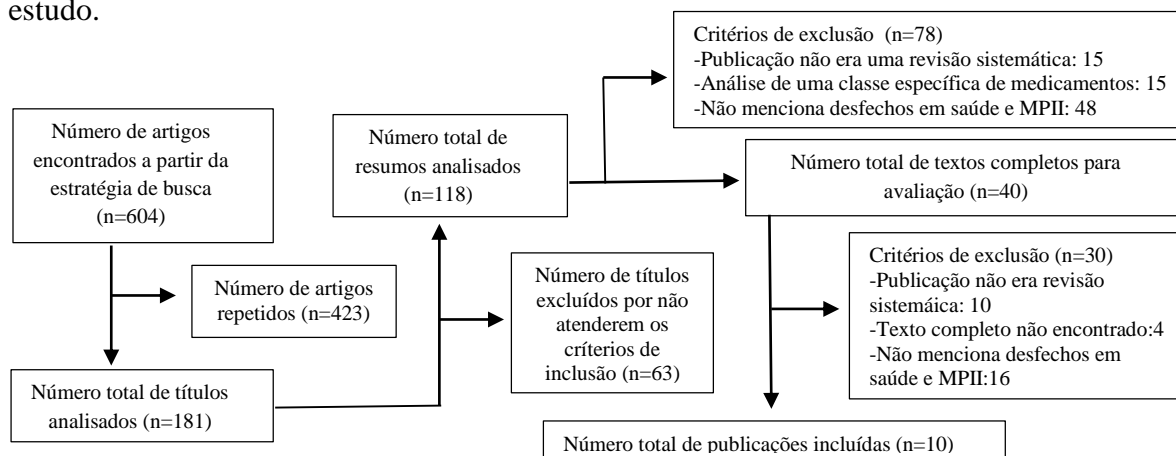 estudo.
Número de artigos
encontrados a partir da
estratégia de busca
(n=604)
Número de artigos
repetidos (n=423)
Número total de títulos
analisados (n=181)
Número total de
resumos analisados
(n=118)
Número de títulos
excluídos por não
atenderem os
críterios de
inclusão (n=63)
Critérios de exclusão (n=78)
-Publicação não era uma revisão sistemática: 15
-Análise de uma classe específica de medicamentos: 15
-Não menciona desfechos em saúde e MPII: 48
Número total de textos completos para
avaliação (n=40)
Critérios de exclusão (n=30)
-Publicação não era revisão
sistemáica: 10
-Texto completo não encontrado:4
-Não menciona desfechos em
saúde e MPII:16
Número total de publicações incluídas (n=10)